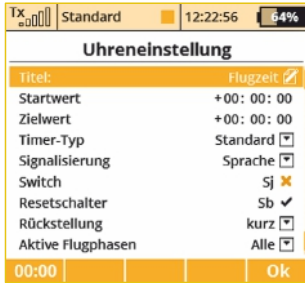 Tx Standard 12:22:56 64%
Uhreneinstellung
Titel: Flugzeit
Startwert +00: 00: 00
Zielwert +00: 00: 00
Timer-Typ Standard
Signalisierung Sprache
Switch Sj
Resetschalter Sb
Rückstellung kurz
Aktive Flugphasen Alle
00:00 Ok